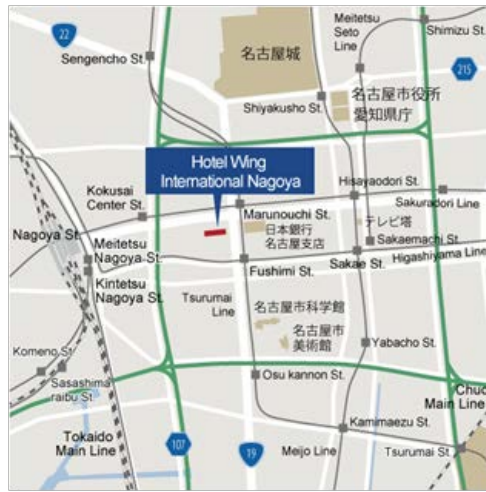 Meitetsu
Seto
Line
Shimizu St.
22
Sengencho St.
名古屋城
215
Shiyakusho St.
名古屋市役所
愛知県庁
Hotel Wing
International Nagoya
Hisayaodori St.
Kokusai
Center St.
Sakuradori Line
Marunouchi St.
日本銀行
名古屋支店
テレビ塔
Nagoya St.
Meitetsu
Nagoya St.
Sakaemachi St.
Sakae St.
Higashiyama Line
Fushimi St.
Kintetsu
Nagoya St.
Tsurumai
Line
名古屋市科学館
名古屋市
美術館
Yabacho St.
Komeno St
Sasashima
raibu St.
Osu kannon St.
Chuo
Main Line
Kamimaezu St.
Tokaido
Main Line
107
19
Meijo Line
Tsurumai St.